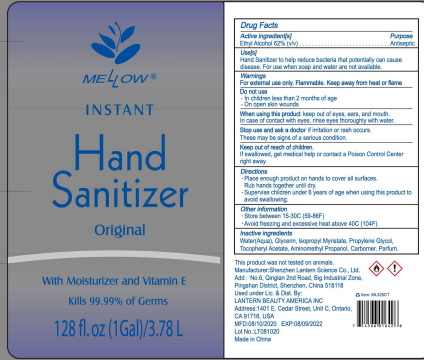 MELLOW®
INSTANT
Hand
Sanitizer
Original
With Moisturizer and Vitamin E
Kills 99.99% of Germs
128 fl. oz (1Gal)/3.78 L
Drug Facts
Active ingredient[s] Purpose
Ethyl Alcohol 62% (v/v) ........................ Antiseptic
Use[s]
Hand Sanitizer to help reduce bacteria that potentially can cause
disease. For use when soap and water are not available.
Warnings
For external use only. Flammable. Keep away from heat or flame
Do not use
- In children less than 2 months of age
- On open skin wounds
When using this product keep out of eyes, ears, and mouth.
In case of contact with eyes, rinse eyes thoroughly with water.
Stop use and ask a doctor if irritation or rash occurs.
These may be signs of a serious condition.
Keep out of reach of children.
If swallowed, get medical help or contact a Poison Control Center
right away.
Directions
· Place enough product on hands to cover all surfaces.
Rub hands together until dry.
· Supervise children under 6 years of age when using this product to
avoid swallowing.
Other information
· Store between 15-30C (59-86F)
· Avoid freezing and excessive heat above 40C (104F)
Inactive ingredients
Water(Aqua), Glycerin, Isopropyl Myristate, Propylene Glycol,
Tocopheryl Acetate, Aminomethyl Propanol, Carbomer, Parfum.
This product was not tested on animals.
Manufacturer:Shenzhen Lantern Science Co., Ltd.
Add: No.6, Qinglan 2nd Road, Big Industrial Zone,
Pingshan District, Shenzhen, China, 518118
Used under Lic. & Dist. By:
LANTERN BEAUTY AMERICA INC
Address:1401 E. Cedar Street, Unit C, Ontario,
CA 91716, USA
MFD:08/10/2020 EXP:08/09/2022
Lot No.:LT081020
Made in China